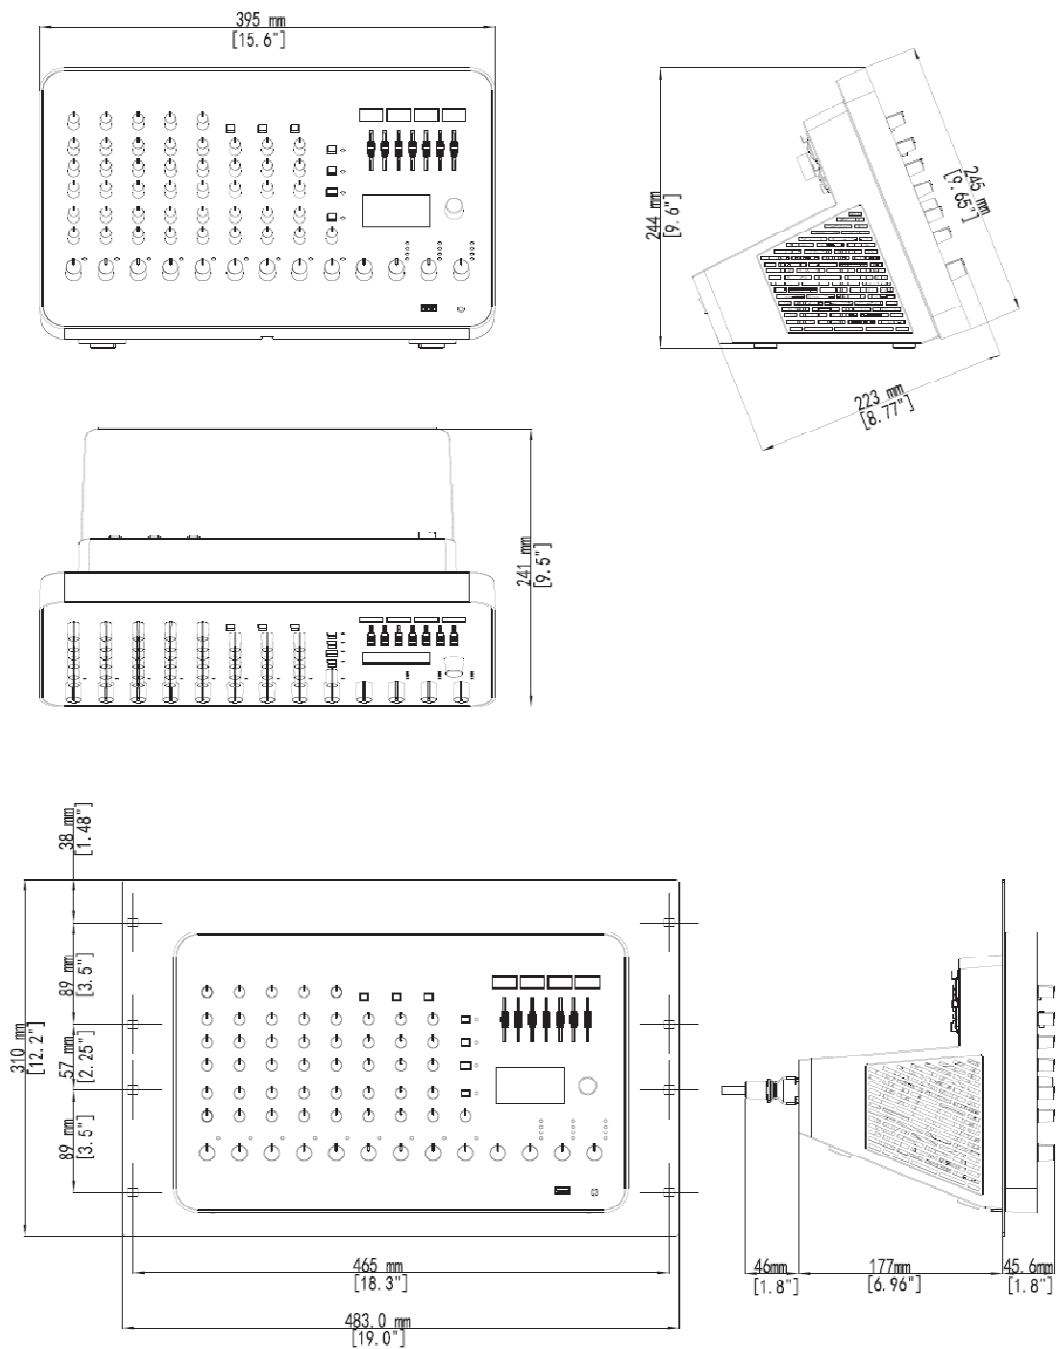 395 mm
[15.6"]
244 mm
[9.6"]
245 mm
[9.65"]
223 mm
[8.77"]
241 mm
[9.5"]
38 mm
[1.48"]
89 mm
[3.5"]
310 mm
[12.2"]
57 mm
[2.25"]
89 mm
[3.5"]
465 mm
[18.3"]
483.0 mm
[19.0"]
46mm
[1.8"]
177mm
[6.96"]
45.6mm
[1.8"]